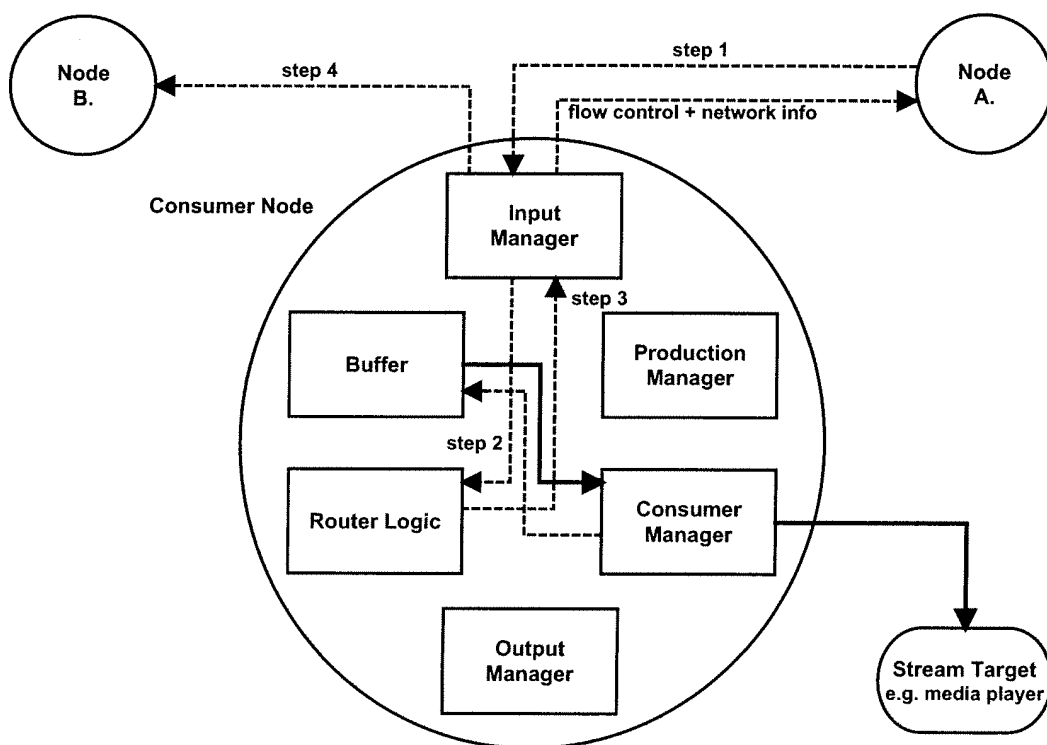 Node
B.
step 4
step 1
Node
A.
flow control + network info
Consumer Node
Input
Manager
step 3
Buffer
Production
Manager
step 2
Router Logic
Consumer
Manager
Output
Manager
Stream Target
e.g. media player